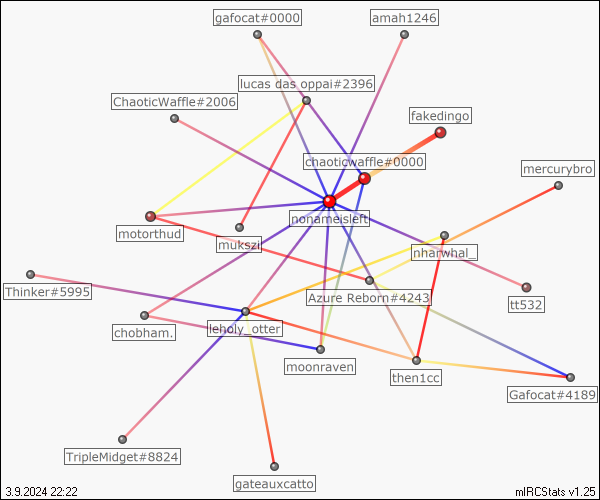 gafocat#0000
amah1246
lucas das oppai#2396
ChaoticWaffle#2006
fakedingo
chaoticwaffle#0000
mercurybro
nonameisleft
motorthud
mukszi
nharwhal_
Thinker#5995
Azure Reborn#4243
tt532
chobham.
leholy_otter
moonraven
then1cc
Gafocat#4189
TripleMidget#8824
gateauxcatto
3.9.2024 22:22
mIRCStats v1.25